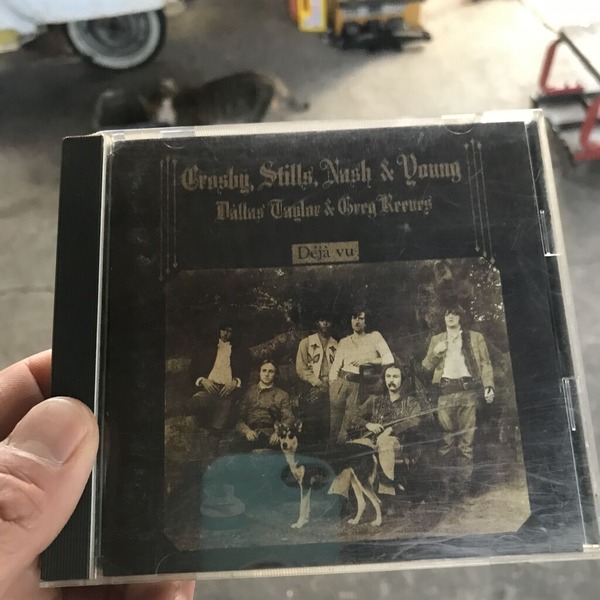 Crosby, Stills, Nash & Young
Dallas Taylor & Greg Reeves
Déjà vu